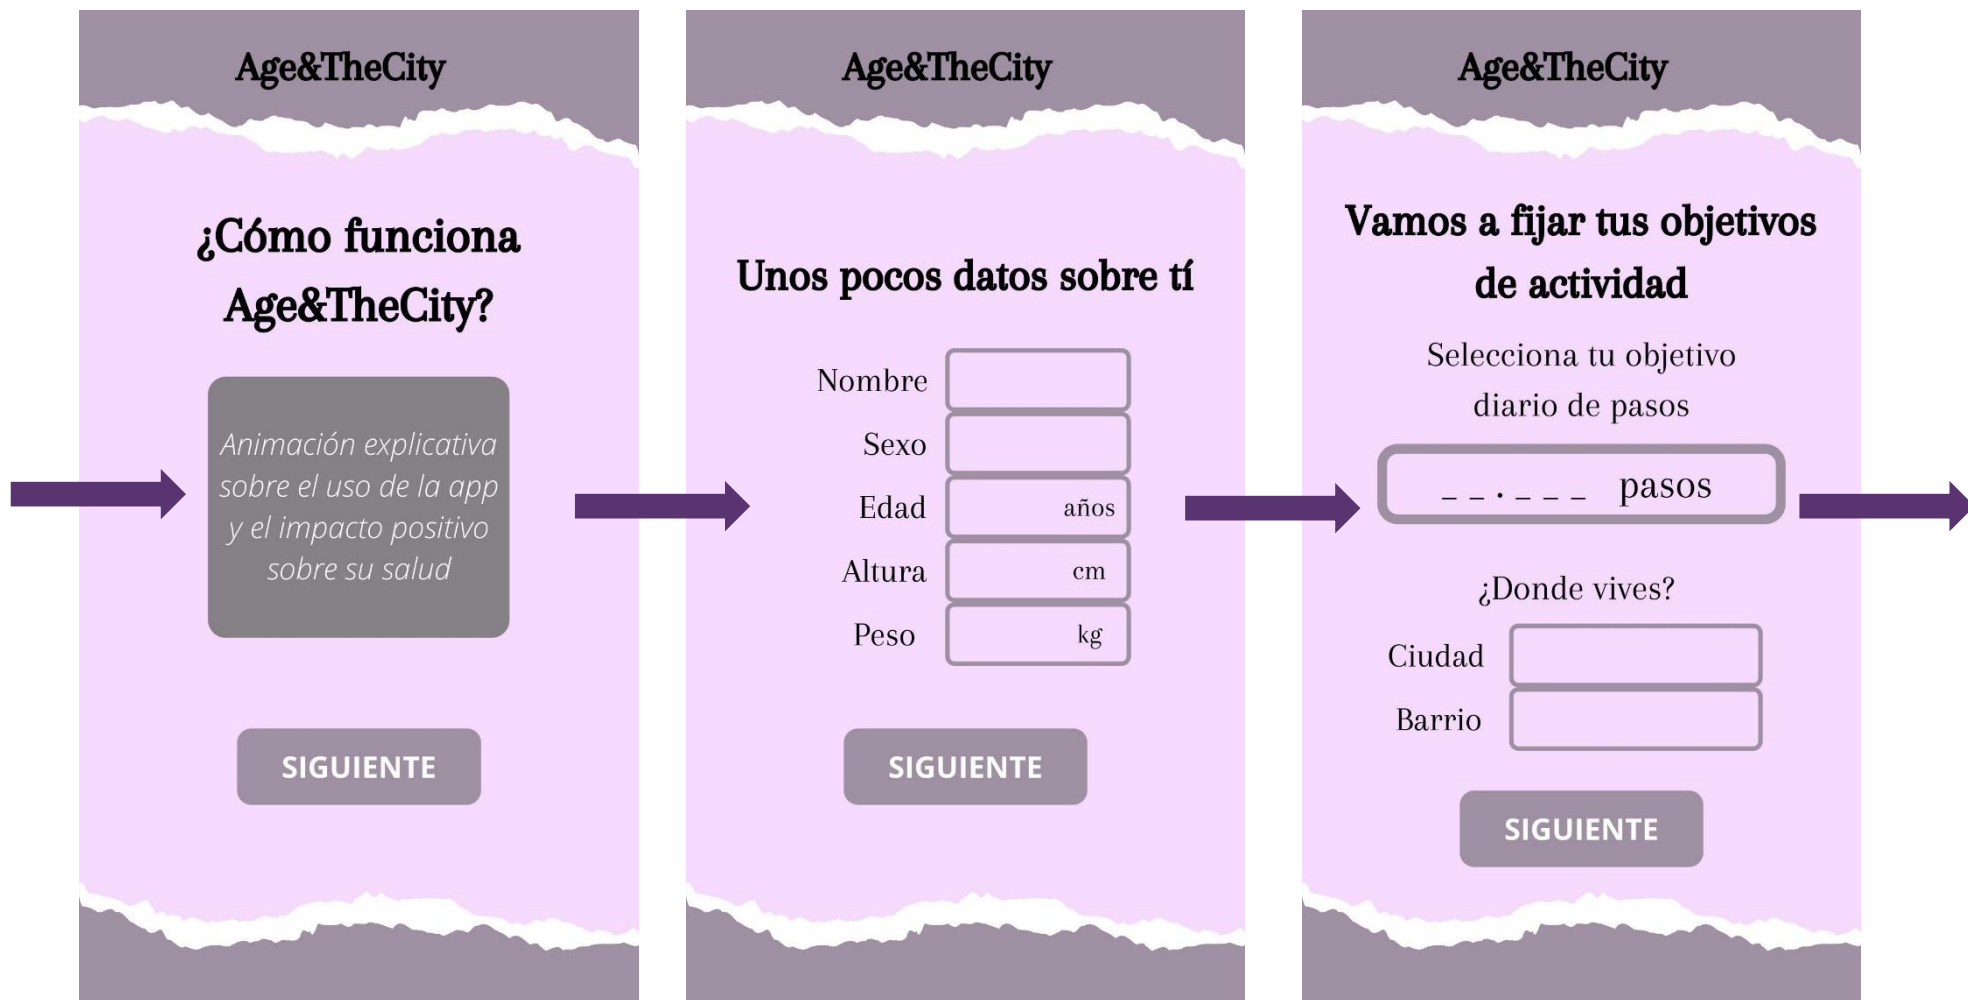 Age&TheCity
¿Cómo funciona
Age&TheCity?
Animación explicativa
sobre el uso de la app
y el impacto positivo
sobre su salud
SIGUIENTE
Age&TheCity
Unos pocos datos sobre tí
Nombre
Sexo
Edad años
Altura cm
Peso kg
SIGUIENTE
Age&TheCity
Vamos a fijar tus objetivos
de actividad
Selecciona tu objetivo
diario de pasos
_ _ . _ _ _ pasos
¿Donde vives?
Ciudad
Barrio
SIGUIENTE